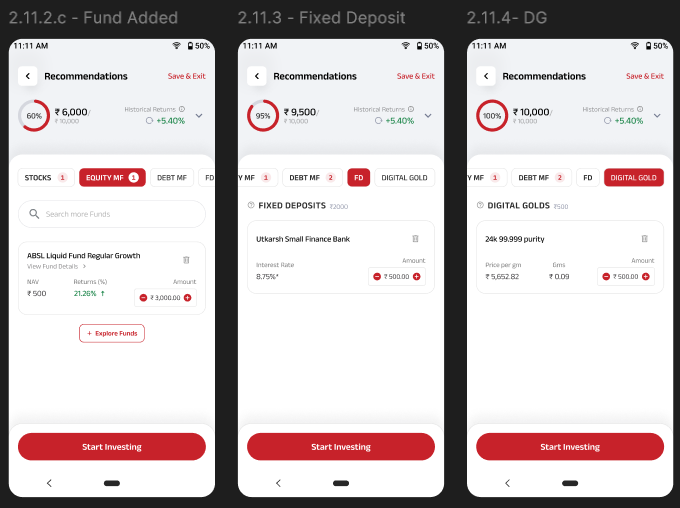 2.11.2.c - Fund Added
11:11 AM 50%
Recommendations Save & Exit
60% ₹ 6,000/ Historical Returns
₹ 10,000 +5.40%
STOCKS 1 EQUITY MF 1 DEBT MF FD
Search more Funds
ABSL Liquid Fund Regular Growth
View Fund Details >
NAV Returns (%) Amount
₹ 500 21.26% ↑ ₹ 3,000.00
+ Explore Funds
Start Investing
2.11.3 - Fixed Deposit
11:11 AM 50%
Recommendations Save & Exit
95% ₹ 9,500/ Historical Returns
₹ 10,000 +5.40%
Y MF 1 DEBT MF 2 FD DIGITAL GOLD
FIXED DEPOSITS ₹2000
Utkarsh Small Finance Bank
Interest Rate Amount
8.75%* ₹ 500.00
Start Investing
2.11.4- DG
11:11 AM 50%
Recommendations Save & Exit
100% ₹ 10,000/ Historical Returns
₹ 10,000 +5.40%
Y MF 1 DEBT MF 2 FD DIGITAL GOLD
DIGITAL GOLDS ₹500
24k 99.999 purity
Price per gm Gms Amount
₹ 5,652.82 ₹ 0.09 ₹ 500.00
Start Investing